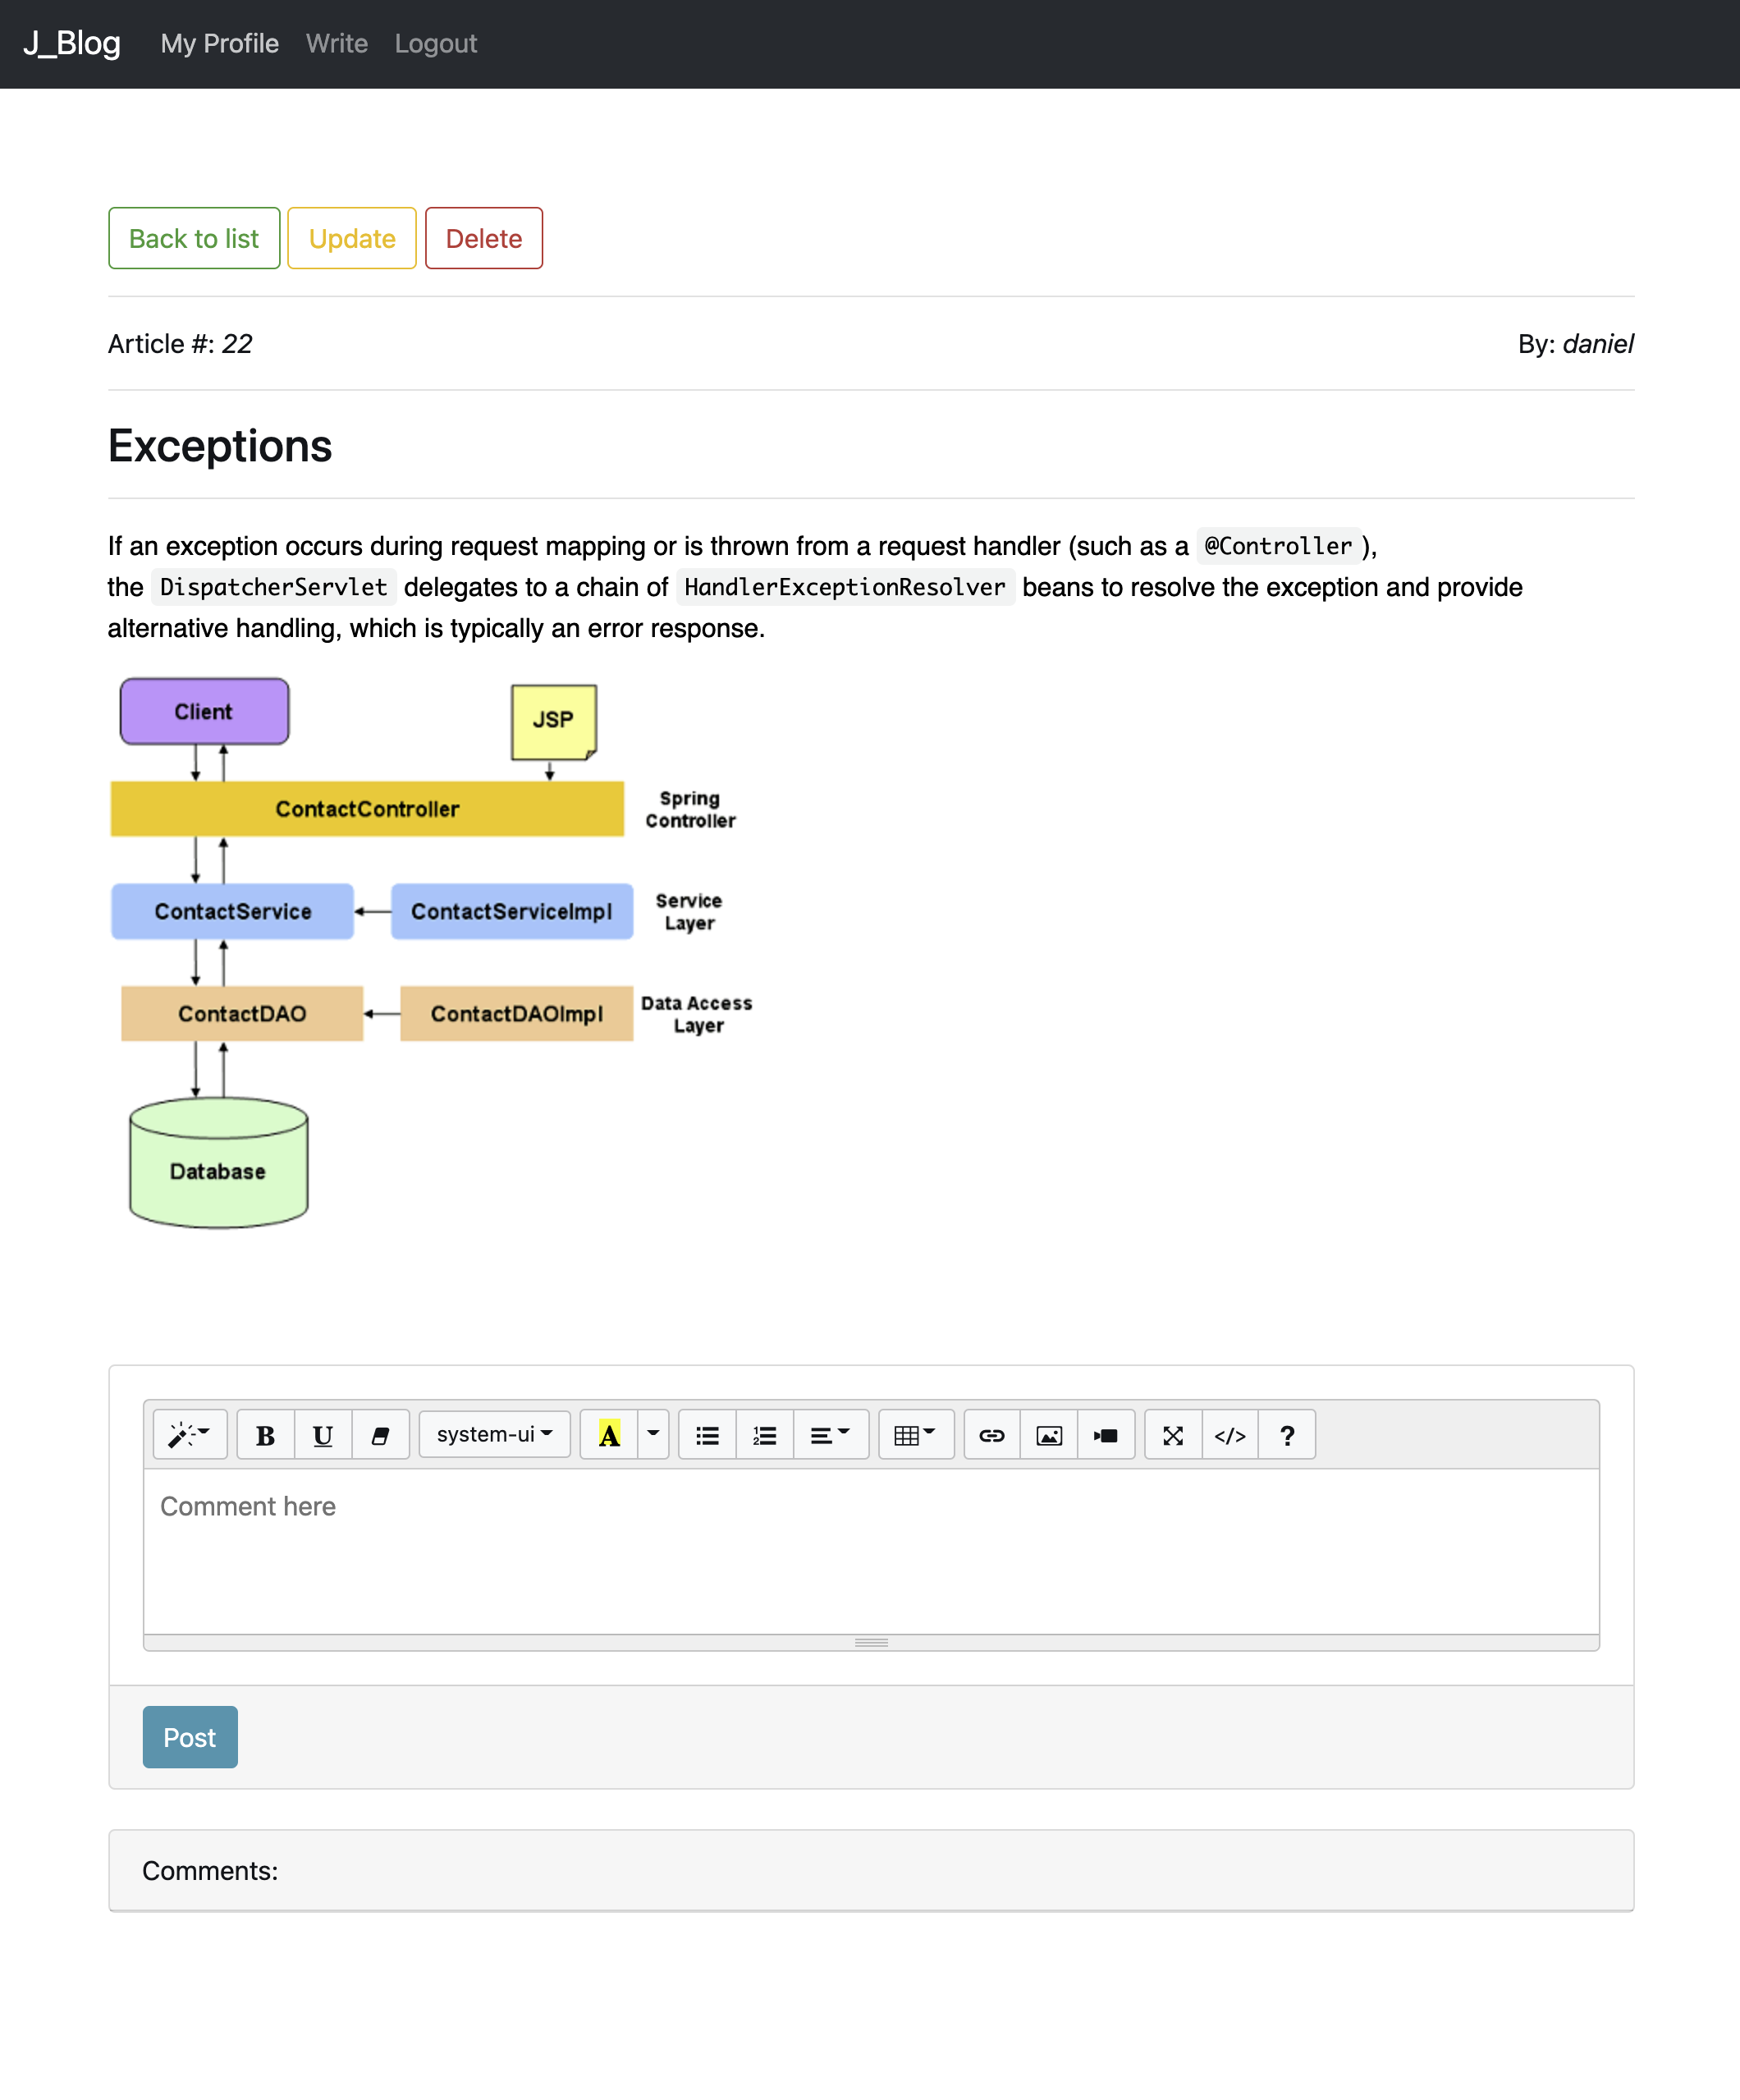 J_Blog My Profile Write Logout
Back to list Update Delete
Article #: 22 By: daniel
Exceptions
If an exception occurs during request mapping or is thrown from a request handler (such as a @Controller ),
the DispatcherServlet delegates to a chain of HandlerExceptionResolver beans to resolve the exception and provide
alternative handling, which is typically an error response.
Client
JSP
ContactController
Spring
Controller
ContactService
ContactServiceImpl
Service
Layer
ContactDAO
ContactDAOImpl
Data Access
Layer
Database
B U system-ui A </> ?
Comment here
Post
Comments: